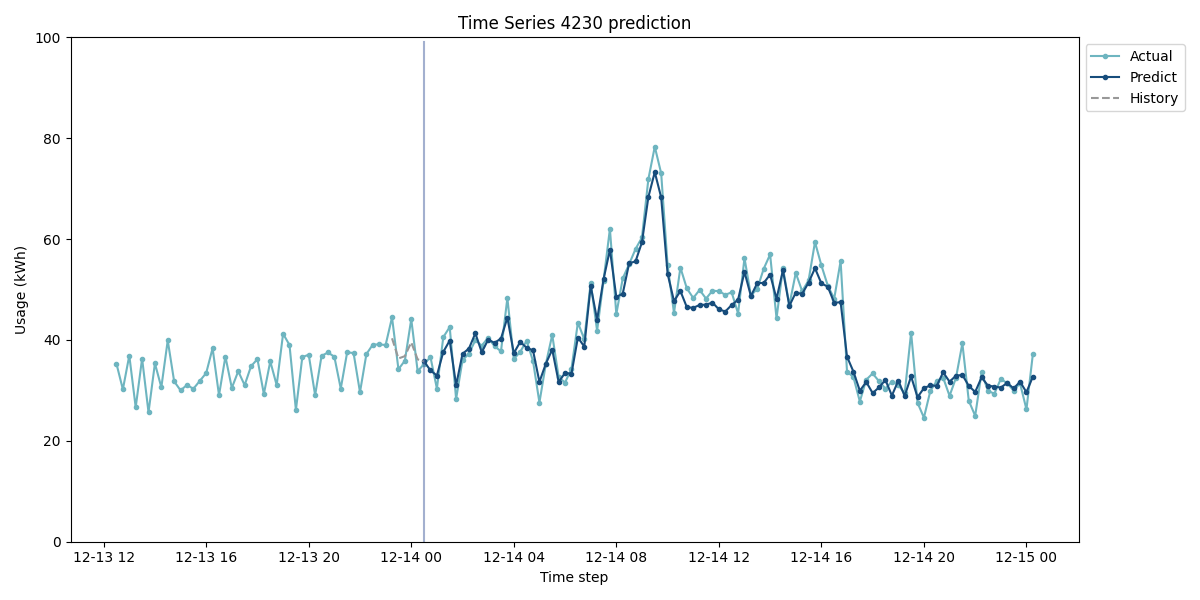 Time Series 4230 prediction
100
80
60
40
20
0
Usage (kWh)
12-13 12
12-13 16
12-13 20
12-14 00
12-14 04
12-14 08
12-14 12
12-14 16
12-14 20
12-15 00
Time step
Actual
Predict
History